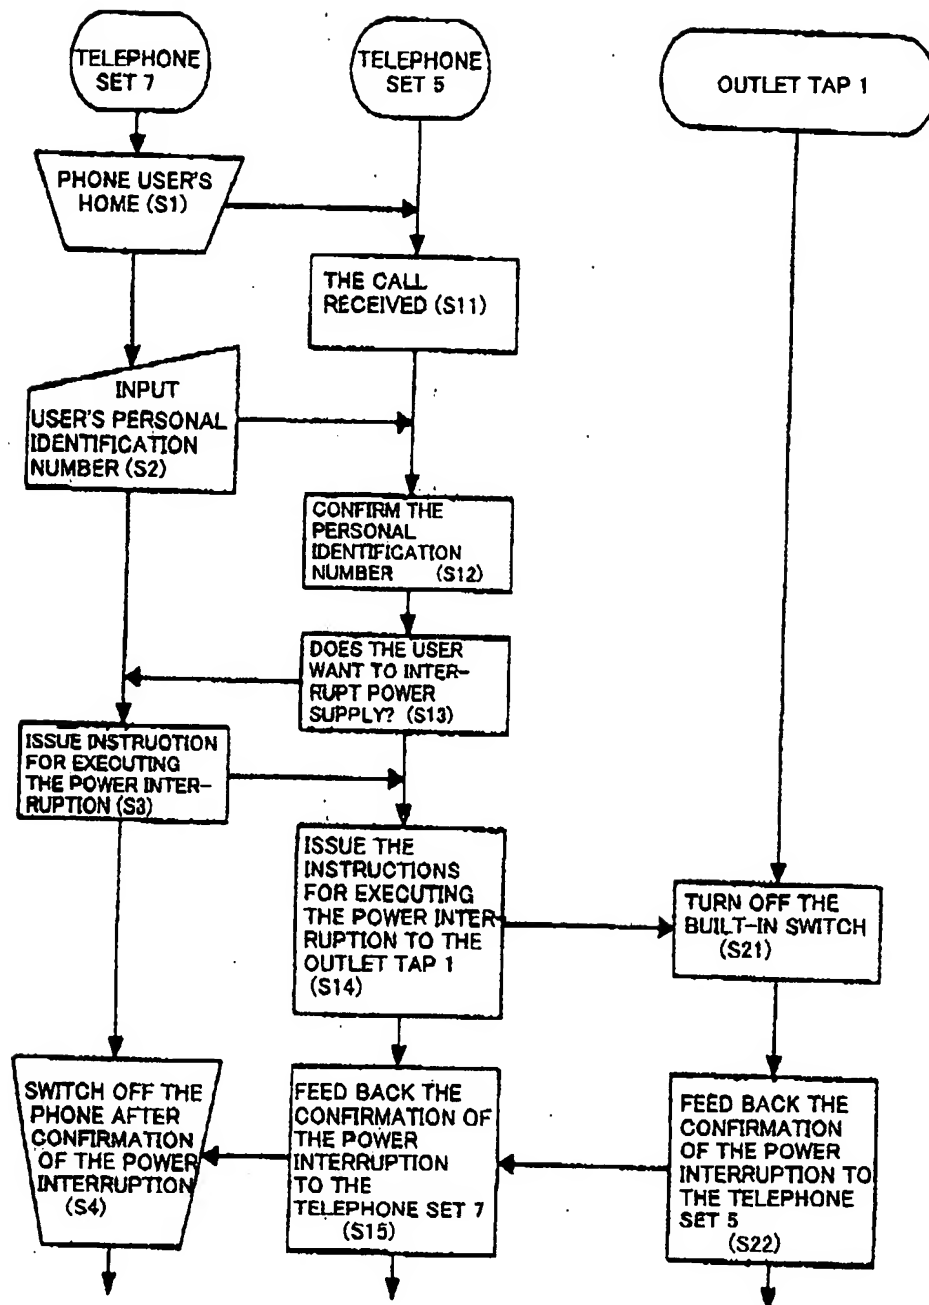 TELEPHONE
SET 7
TELEPHONE
SET 5
OUTLET TAP 1
PHONE USER'S
HOME (S1)
THE CALL
RECEIVED (S11)
INPUT
USER'S PERSONAL
IDENTIFICATION
NUMBER (S2)
CONFIRM THE
PERSONAL
IDENTIFICATION
NUMBER (S12)
DOES THE USER
WANT TO INTER-
RUPT POWER
SUPPLY? (S13)
ISSUE INSTRUCTION
FOR EXECUTING
THE POWER INTER-
RUPTION (S3)
ISSUE THE
INSTRUCTIONS
FOR EXECUTING
THE POWER INTER-
RUPTION TO THE
OUTLET TAP 1
(S14)
TURN OFF THE
BUILT-IN SWITCH
(S21)
SWITCH OFF THE
PHONE AFTER
CONFIRMATION
OF THE POWER
INTERRUPTION
(S4)
FEED BACK THE
CONFIRMATION OF
THE POWER
INTERRUPTION
TO THE
TELEPHONE SET 7
(S15)
FEED BACK THE
CONFIRMATION
OF THE POWER
INTERRUPTION TO
THE TELEPHONE
SET 5
(S22)